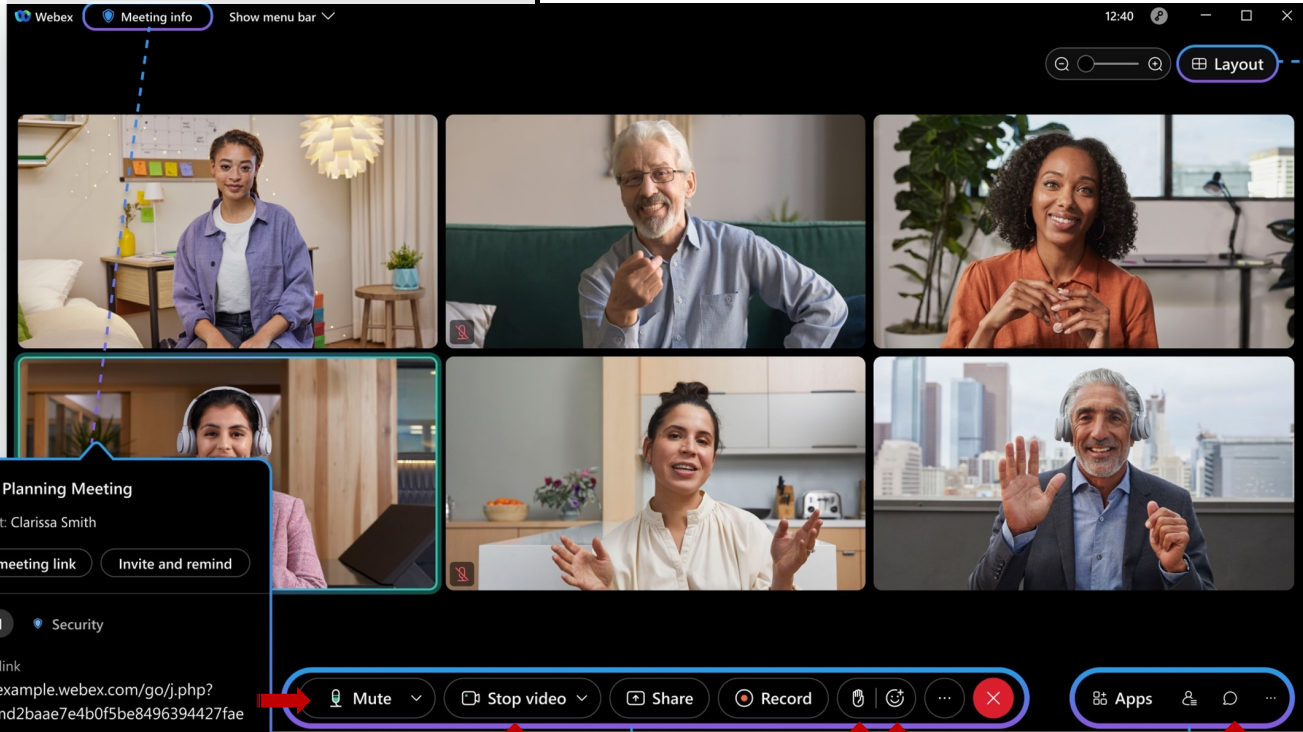 Webex
Meeting info
Show menu bar
12:40
Layout
Planning Meeting
t: Clarissa Smith
meeting link
Invite and remind
Security
link
example.webex.com/go/j.php?
md2baae7e4b0f5be8496394427fae
Mute
Stop video
Share
Record
Apps